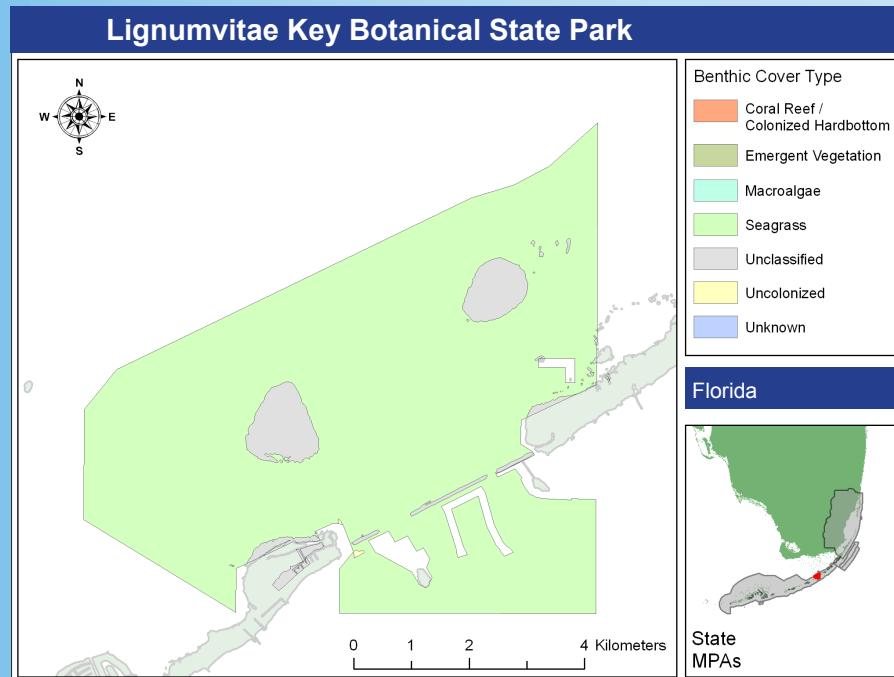 Lignumvitae Key Botanical State Park
N
W E
S
Benthic Cover Type
Coral Reef /
Colonized Hardbottom
Emergent Vegetation
Macroalgae
Seagrass
Unclassified
Uncolonized
Unknown
Florida
State
MPAs
0 1 2 4 Kilometers